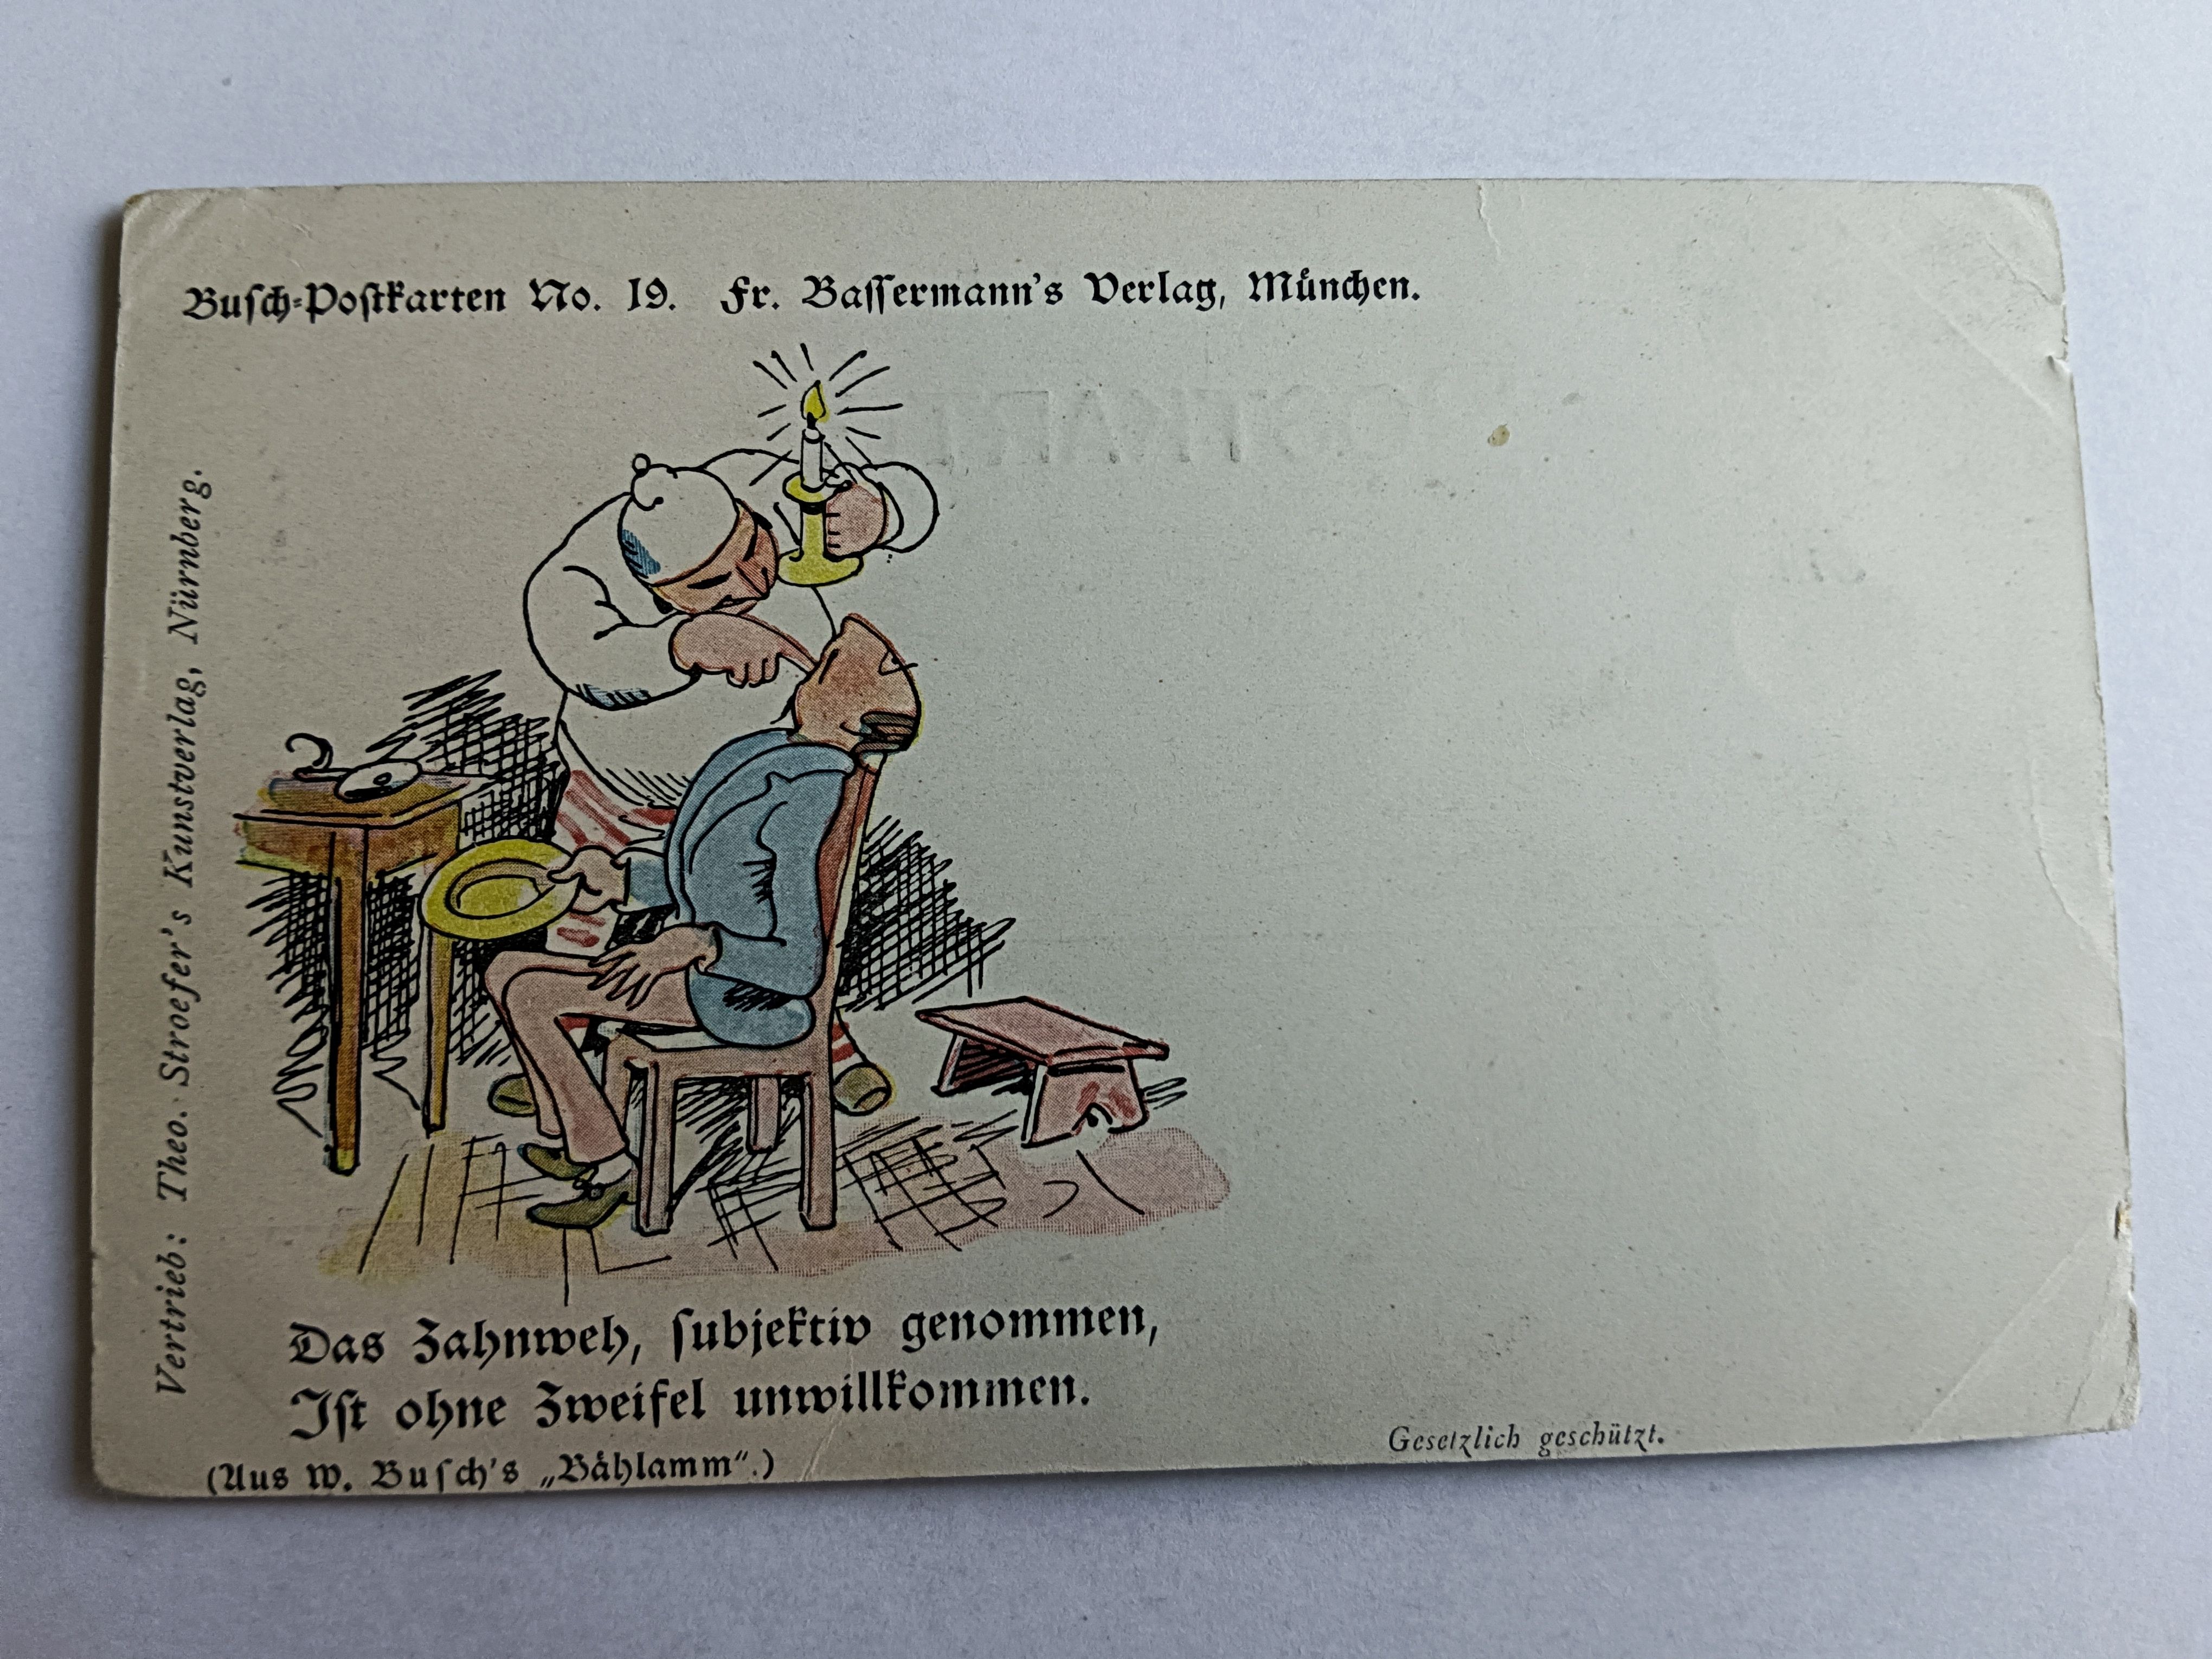 Busch-Postkarten No. 19. Fr. Bassermann's Verlag, München.
Vertrieb: Theo. Stroefer's Kunstverlag, Nürnberg.
Das Zahnweh, subjektiv genommen,
Ist ohne Zweifel unwillkommen.
(Aus W. Busch's „Bählamm“.)
Gesetzlich geschützt.